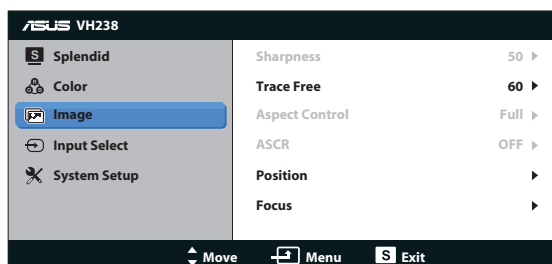 ASUS VH238
S Splendid
Color
Image
Input Select
System Setup
Sharpness 50
Trace Free 60
Aspect Control Full
ASCR OFF
Position
Focus
Move Menu S Exit